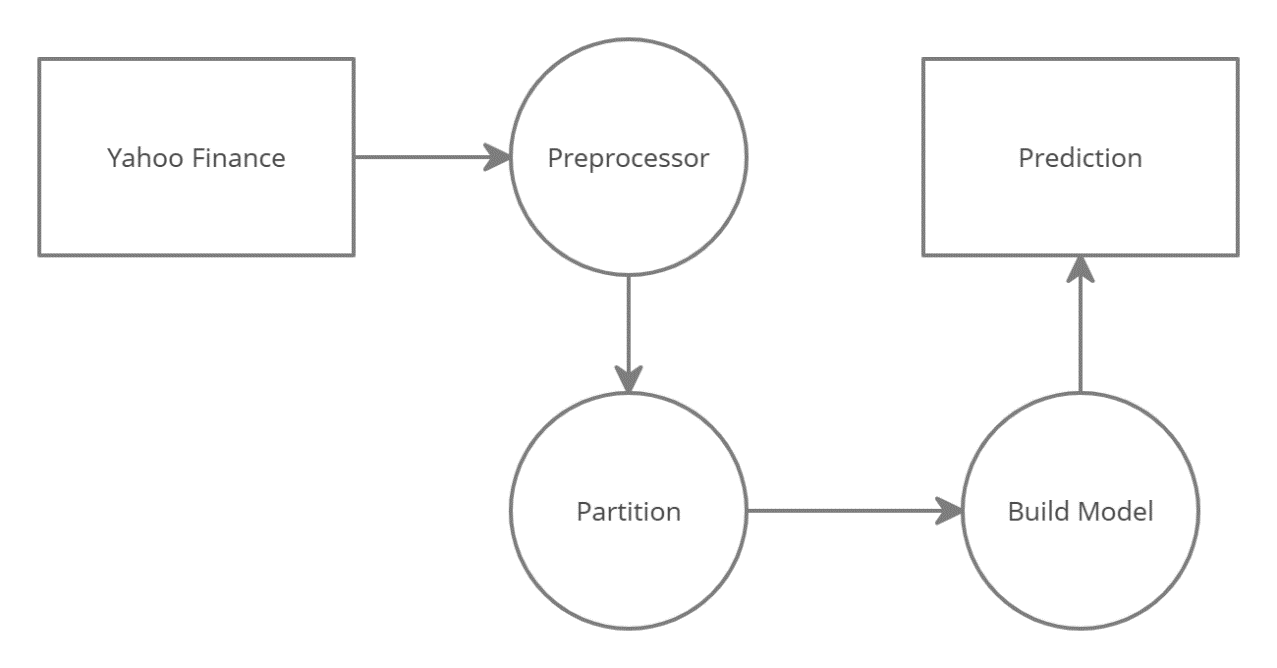 Yahoo Finance
Preprocessor
Prediction
Partition
Build Model